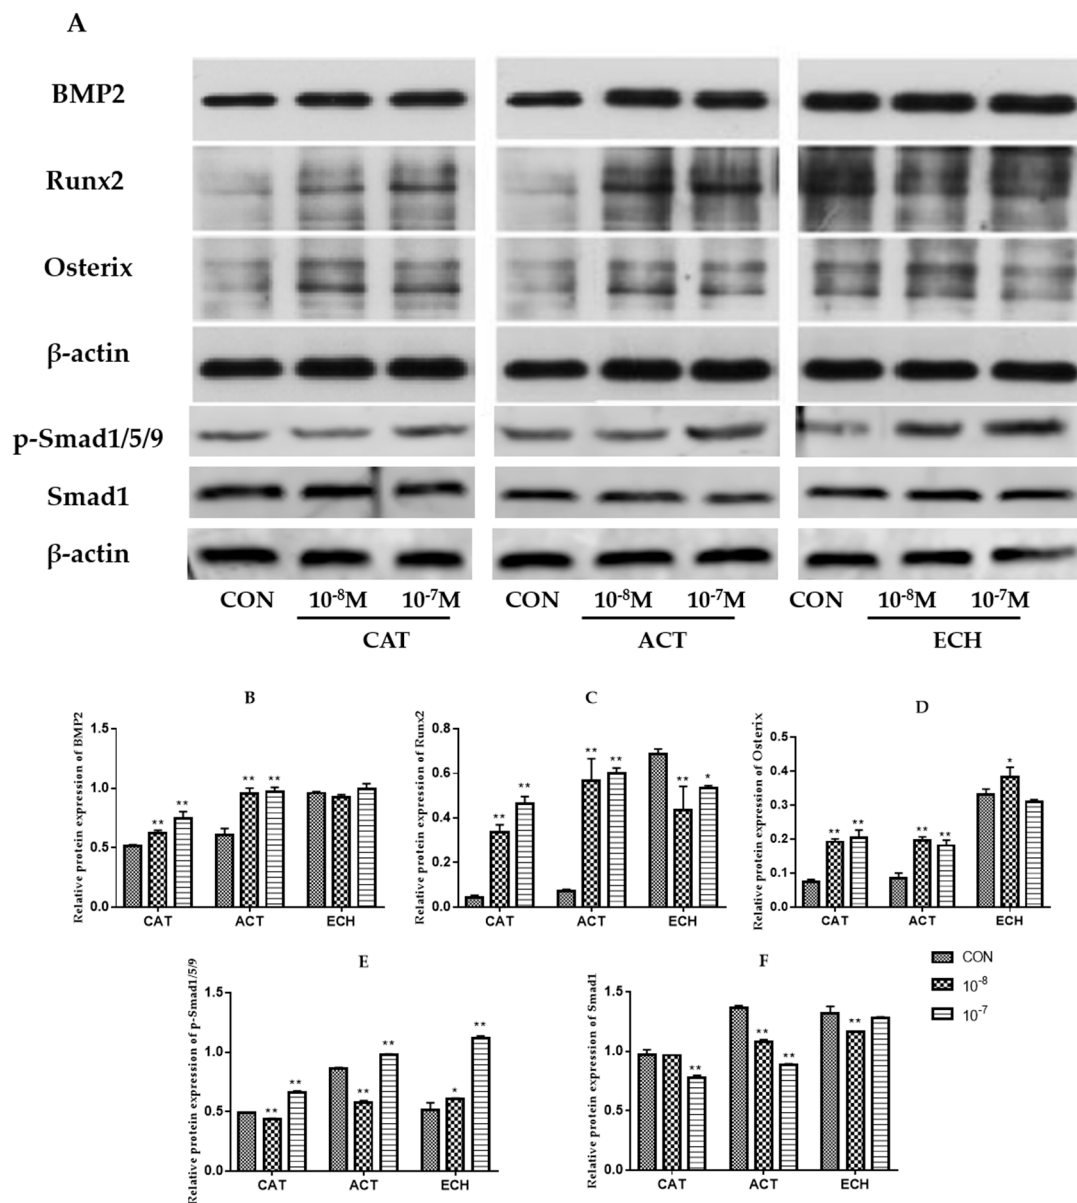 A
BMP2
Runx2
Osterix
β-actin
p-Smad1/5/9
Smad1
β-actin
CON 10⁻⁸M 10⁻⁷M CON 10⁻⁸M 10⁻⁷M CON 10⁻⁸M 10⁻⁷M
CAT ACT ECH
B
Relative protein expression of BMP2
1.5
1.0
0.5
0.0
** ** ** **
CAT ACT ECH
C
Relative protein expression of Runx2
0.8
0.6
0.4
0.2
0.0
** ** ** ** ** *
CAT ACT ECH
D
Relative protein expression of Osterix
0.5
0.4
0.3
0.2
0.1
0.0
** ** ** ** *
CAT ACT ECH
E
Relative protein expression of p-Smad1/5/9
1.5
1.0
0.5
0.0
** ** ** ** * **
CAT ACT ECH
F
Relative protein expression of Smad1
1.5
1.0
0.5
0.0
** ** ** **
CAT ACT ECH
CON
10⁻⁸
10⁻⁷